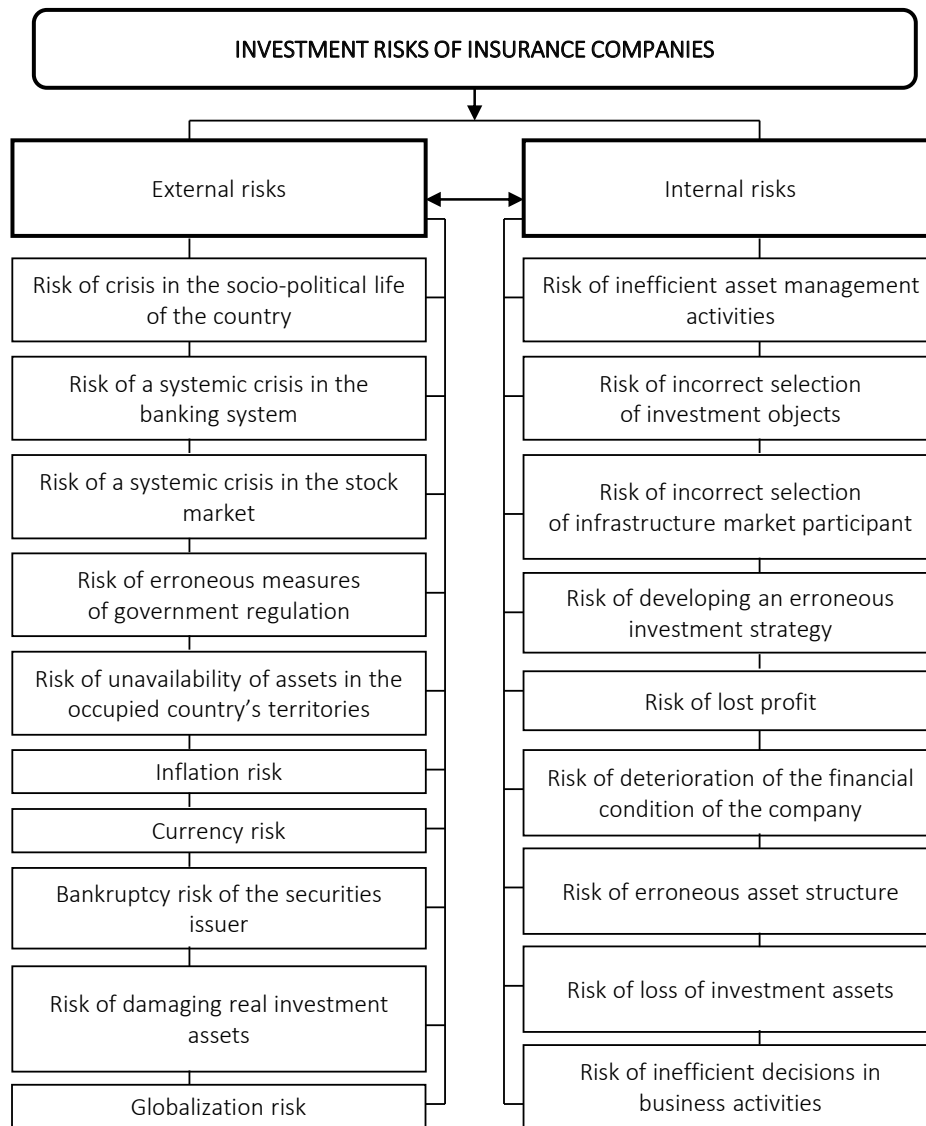 INVESTMENT RISKS OF INSURANCE COMPANIES
External risks
Risk of crisis in the socio-political life
of the country
Risk of a systemic crisis in the
banking system
Risk of a systemic crisis in the stock
market
Risk of erroneous measures
of government regulation
Risk of unavailability of assets in the
occupied country’s territories
Inflation risk
Currency risk
Bankruptcy risk of the securities
issuer
Risk of damaging real investment
assets
Globalization risk
Internal risks
Risk of inefficient asset management
activities
Risk of incorrect selection
of investment objects
Risk of incorrect selection
of infrastructure market participant
Risk of developing an erroneous
investment strategy
Risk of lost profit
Risk of deterioration of the financial
condition of the company
Risk of erroneous asset structure
Risk of loss of investment assets
Risk of inefficient decisions in
business activities